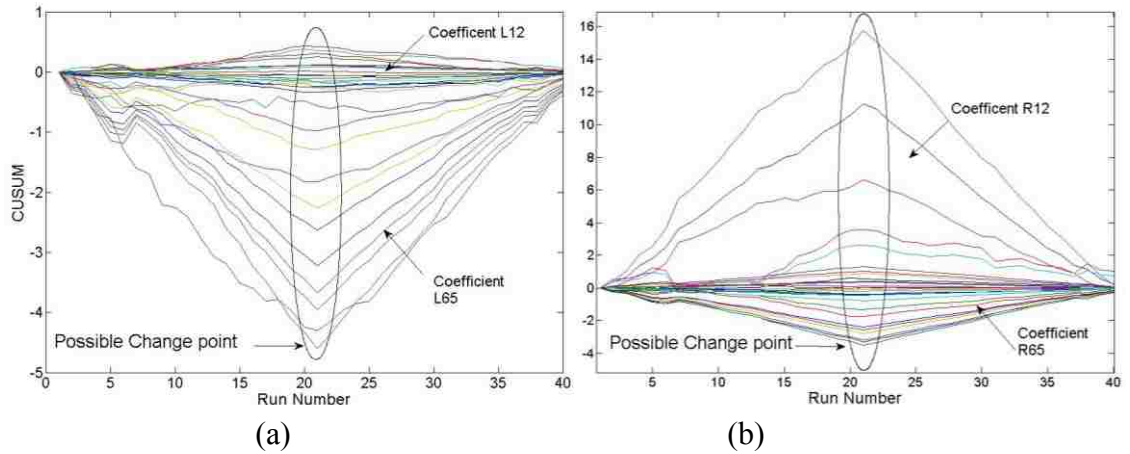 1
0
-1
-2
-3
-4
-5
CUSUM
0
5
10
15
20
25
30
35
40
Run Number
Coefficent L12
Coefficient
L65
Possible Change point
(a)
16
14
12
10
8
6
4
2
0
-2
-4
5
10
15
20
25
30
35
40
Run Number
Coefficent R12
Coefficient
R65
Possible Change point
(b)